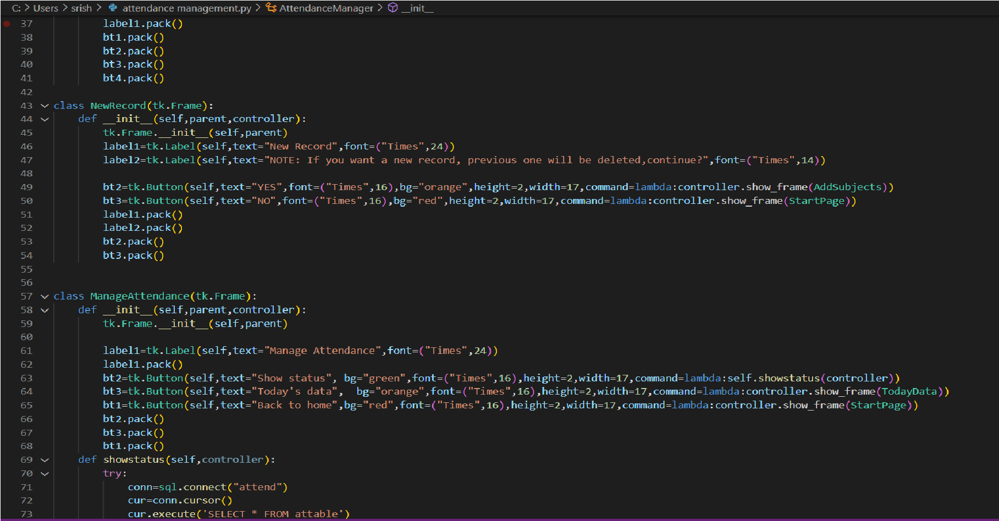 C: > Users > srish > attendance management.py > AttendanceManager > __init__
37 label1.pack()
38 bt1.pack()
39 bt2.pack()
40 bt3.pack()
41 bt4.pack()
42
43 class NewRecord(tk.Frame):
44 def __init__(self,parent,controller):
45 tk.Frame.__init__(self,parent)
46 label1=tk.Label(self,text="New Record",font=("Times",24))
47 label2=tk.Label(self,text="NOTE: If you want a new record, previous one will be deleted,continue?",font=("Times",14))
48
49 bt2=tk.Button(self,text="YES",font=("Times",16),bg="orange",height=2,width=17,command=lambda:controller.show_frame(AddSubjects))
50 bt3=tk.Button(self,text="NO",font=("Times",16),bg="red",height=2,width=17,command=lambda:controller.show_frame(StartPage))
51 label1.pack()
52 label2.pack()
53 bt2.pack()
54 bt3.pack()
55
56
57 class ManageAttendance(tk.Frame):
58 def __init__(self,parent,controller):
59 tk.Frame.__init__(self,parent)
60
61 label1=tk.Label(self,text="Manage Attendance",font=("Times",24))
62 label1.pack()
63 bt2=tk.Button(self,text="Show status", bg="green",font=("Times",16),height=2,width=17,command=lambda:self.showstatus(controller))
64 bt3=tk.Button(self,text="Today's data",  bg="orange",font=("Times",16),height=2,width=17,command=lambda:controller.show_frame(TodayData))
65 bt1=tk.Button(self,text="Back to home",bg="red",font=("Times",16),height=2,width=17,command=lambda:controller.show_frame(StartPage))
66 bt2.pack()
67 bt3.pack()
68 bt1.pack()
69 def showstatus(self,controller):
70 try:
71 conn=sql.connect("attend")
72 cur=conn.cursor()
73 cur.execute('SELECT * FROM attable')